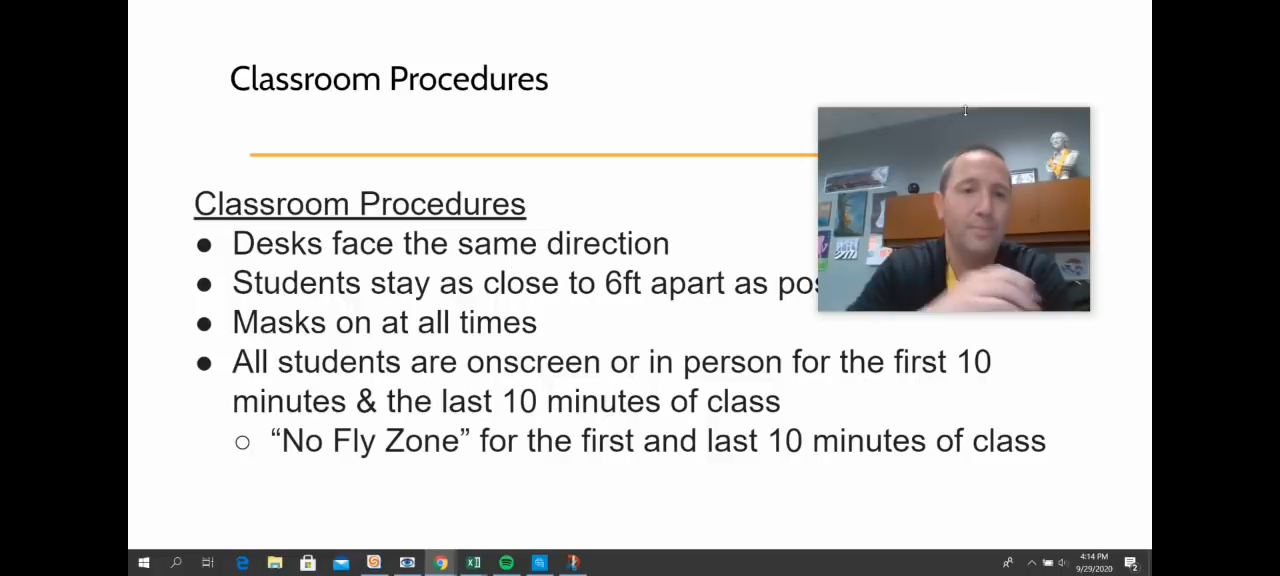 Classroom Procedures
Classroom Procedures
● Desks face the same direction
● Students stay as close to 6ft apart as
● Masks on at all times
● All students are onscreen or in person for the first 10
minutes & the last 10 minutes of class
○ “No Fly Zone” for the first and last 10 minutes of class
4:14 PM
9/29/2020
2